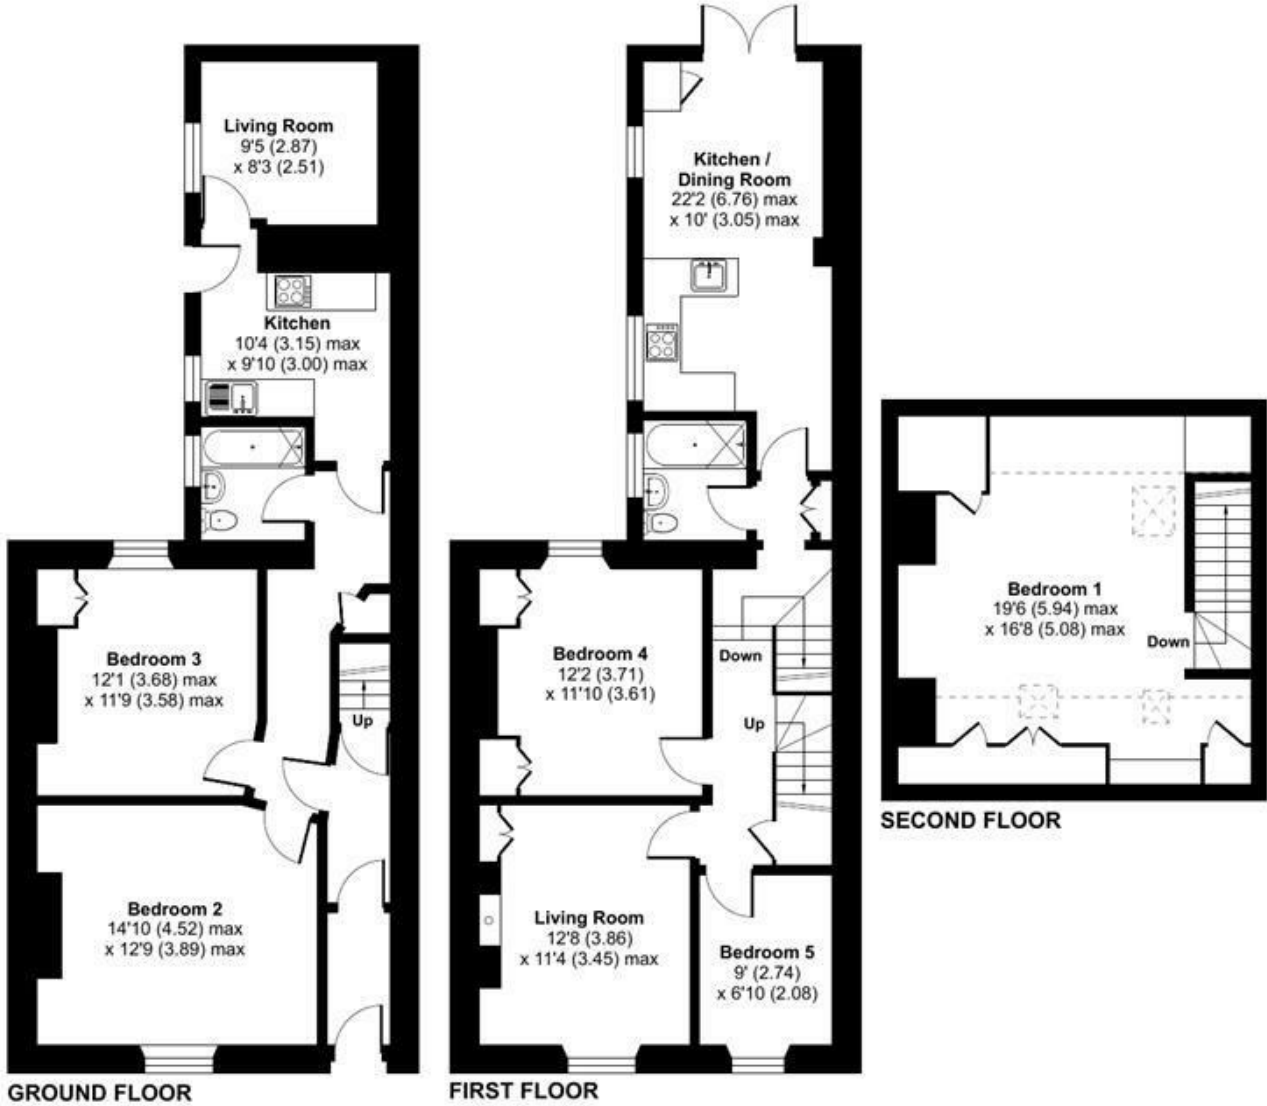 Living Room
9'5 (2.87)
x 8'3 (2.51)
Kitchen
10'4 (3.15) max
x 9'10 (3.00) max
Bedroom 3
12'1 (3.68) max
x 11'9 (3.58) max
Up
Bedroom 2
14'10 (4.52) max
x 12'9 (3.89) max
GROUND FLOOR
Kitchen /
Dining Room
22'2 (6.76) max
x 10' (3.05) max
Bedroom 4
12'2 (3.71)
x 11'10 (3.61)
Down
Up
Living Room
12'8 (3.86)
x 11'4 (3.45) max
Bedroom 5
9' (2.74)
x 6'10 (2.08)
FIRST FLOOR
Bedroom 1
19'6 (5.94) max
x 16'8 (5.08) max
Down
SECOND FLOOR